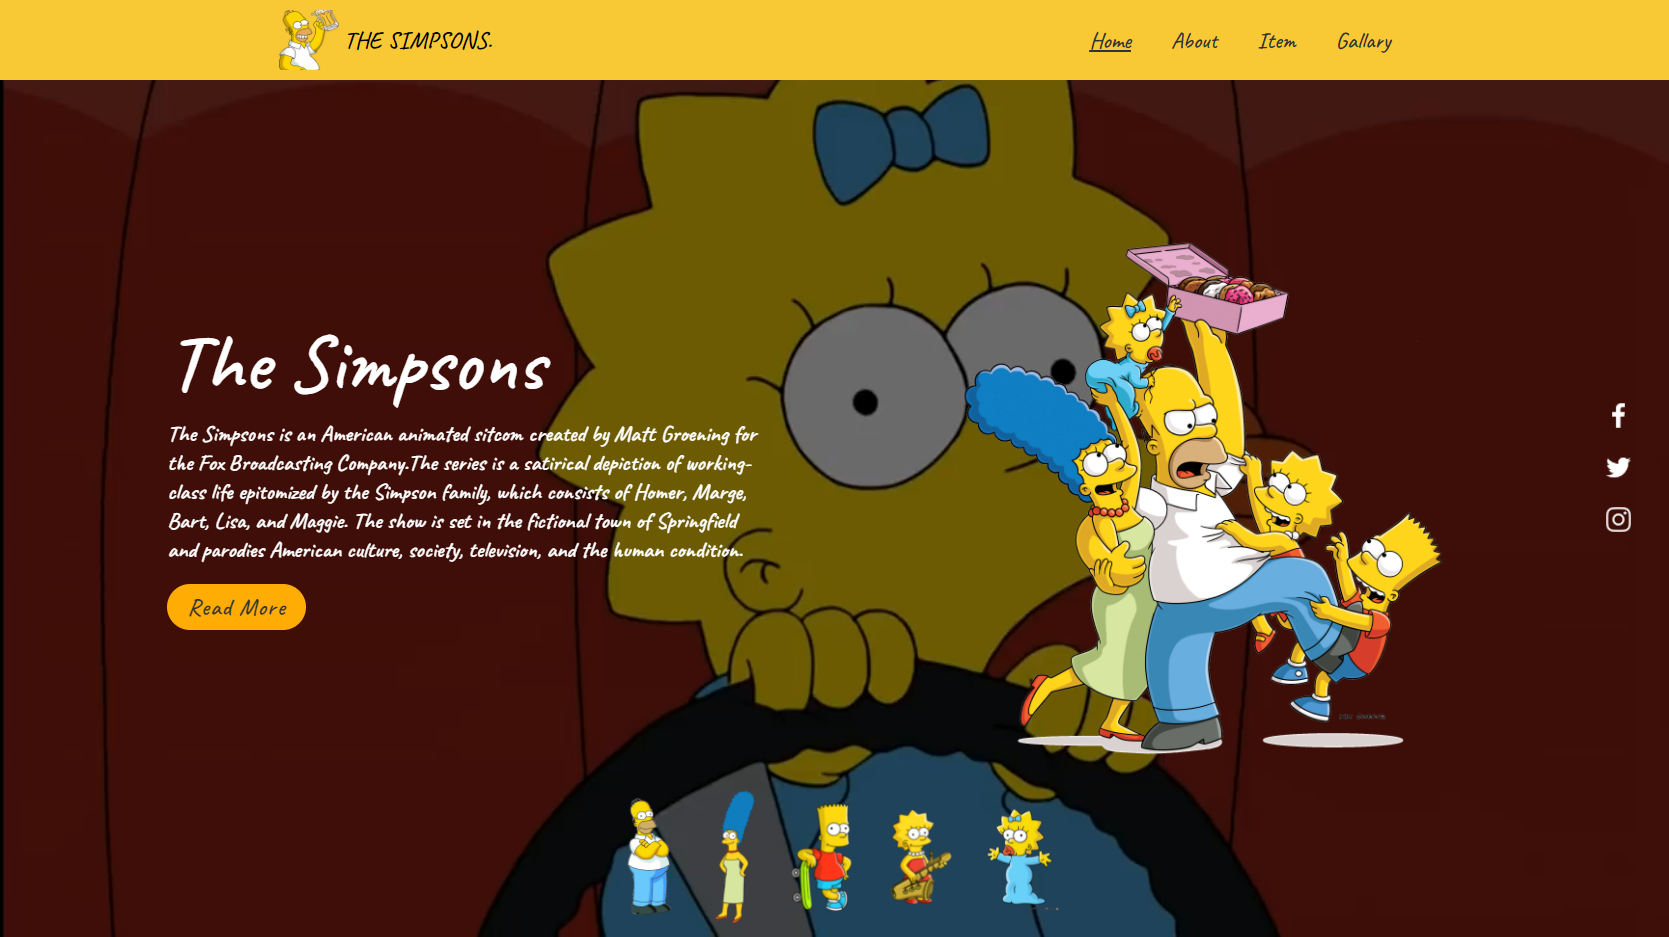 THE SIMPSONS.
Home About Item Gallary
The Simpsons
The Simpsons is an American animated sitcom created by Matt Groening for
the Fox Broadcasting Company.The series is a satirical depiction of working-
class life epitomized by the Simpson family, which consists of Homer, Marge,
Bart, Lisa, and Maggie. The show is set in the fictional town of Springfield
and parodies American culture, society, television, and the human condition.
Read More